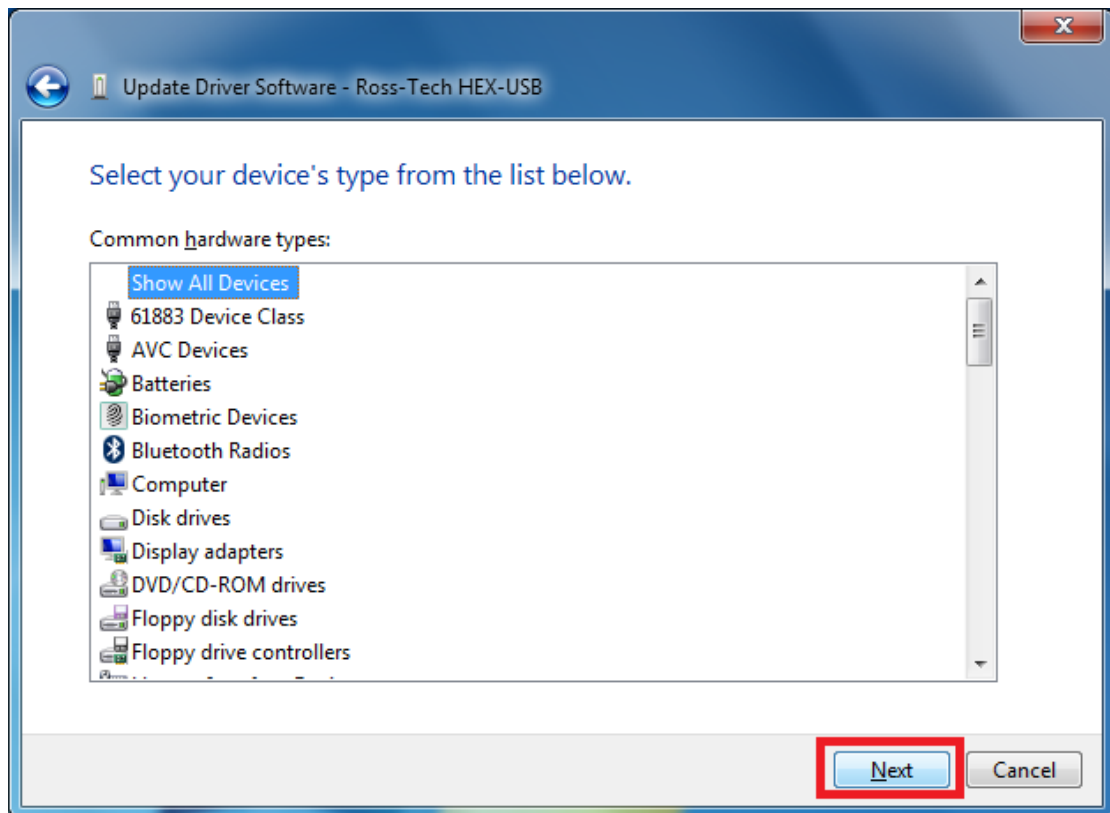 Update Driver Software - Ross-Tech HEX-USB
Select your device's type from the list below.
Common hardware types:
Show All Devices
61883 Device Class
AVC Devices
Batteries
Biometric Devices
Bluetooth Radios
Computer
Disk drives
Display adapters
DVD/CD-ROM drives
Floppy disk drives
Floppy drive controllers
Next Cancel